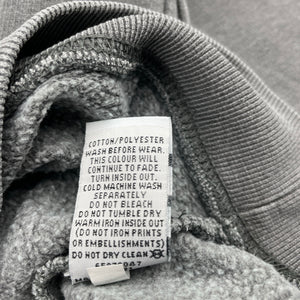 COTTON/POLYESTER
WASH BEFORE WEAR.
THIS COLOUR WILL
CONTINUE TO FADE.
TURN INSIDE OUT.
COLD MACHINE WASH
SEPARATELY
DO NOT BLEACH
DO NOT TUMBLE DRY
WARM IRON INSIDE OUT
(DO NOT IRON PRINTS
OR EMBELLISHMENTS)
DO NOT DRY CLEAN